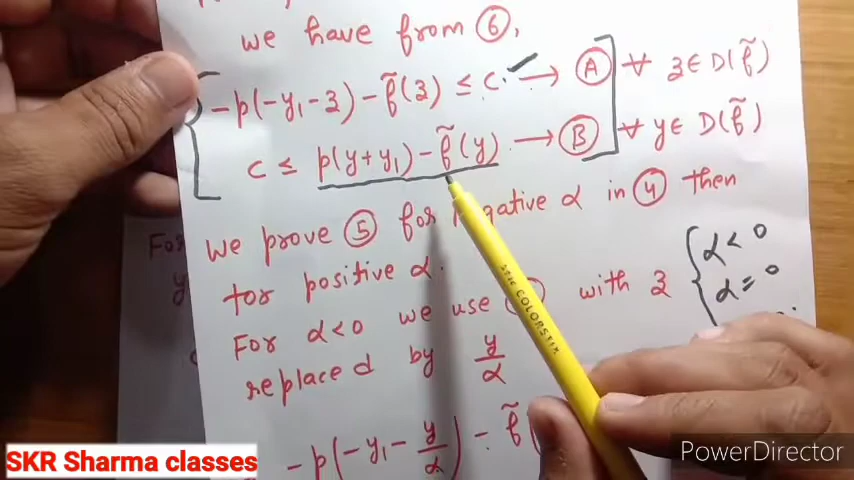 we have from ⑥,
-p(-y₁-z) - f̃(z) ≤ c. → Ⓐ ∀ z ∈ D(f̃)
c ≤ p(y+y₁) - f̃(y) → Ⓑ ∀ y ∈ D(f̃)
We prove ⑤ for negative α in ④ then
for positive α.
For α<0 we use with z
replaced by y/α
-p(-y₁ - y/α) - f̃(
α < 0
α = 0
For
y
SKR Sharma classes
PowerDirector